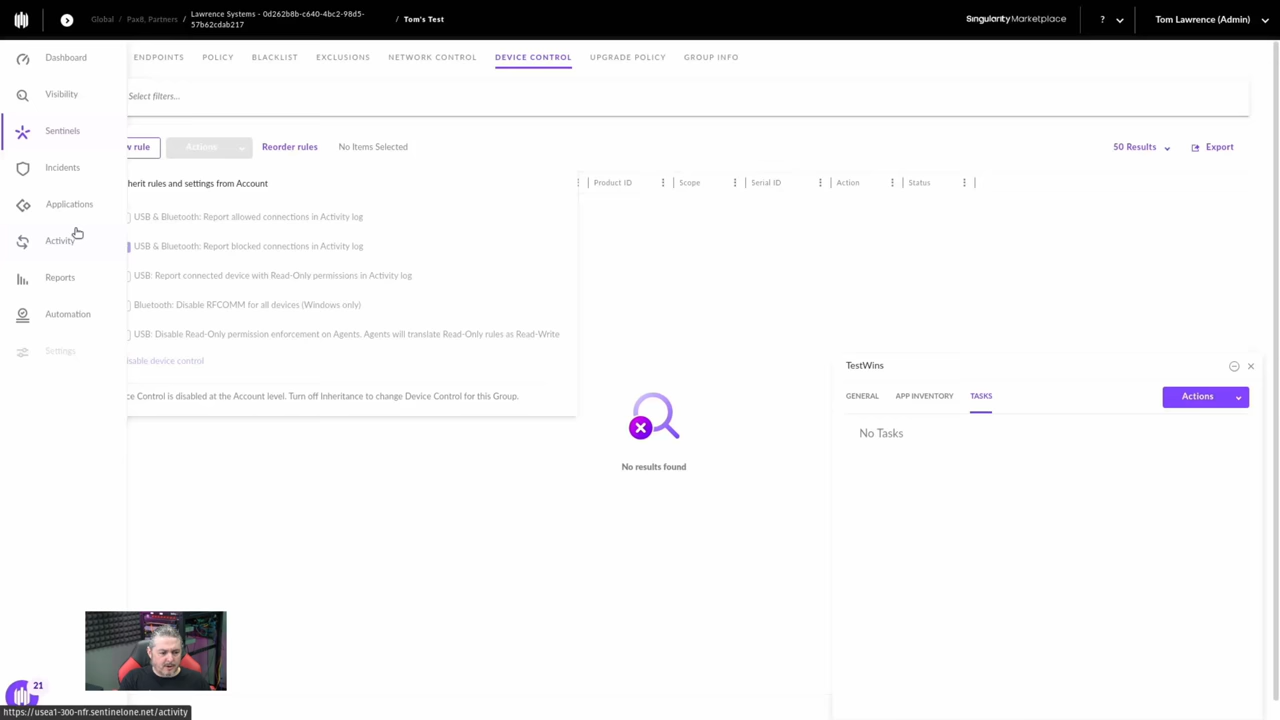 Global / Pax8, Partners / Lawrence Systems - 0d262b8b-c640-4bc2-98d5-57b62cdab217 / Tom's Test
Singularity Marketplace
?
Tom Lawrence (Admin)
Dashboard
Visibility
Sentinels
Incidents
Applications
Activity
Reports
Automation
Settings
ENDPOINTS POLICY BLACKLIST EXCLUSIONS NETWORK CONTROL DEVICE CONTROL UPGRADE POLICY GROUP INFO
Select filters...
w rule Actions Reorder rules No Items Selected 50 Results Export
herit rules and settings from Account
Product ID Scope Serial ID Action Status
USB & Bluetooth: Report allowed connections in Activity log
USB & Bluetooth: Report blocked connections in Activity log
USB: Report connected device with Read-Only permissions in Activity log
Bluetooth: Disable RFCOMM for all devices (Windows only)
USB: Disable Read-Only permission enforcement on Agents. Agents will translate Read-Only rules as Read-Write
isable device control
ce Control is disabled at the Account level. Turn off Inheritance to change Device Control for this Group.
No results found
TestWins
GENERAL APP INVENTORY TASKS Actions
No Tasks
21
https://usea1-300-nfr.sentinelone.net/activity